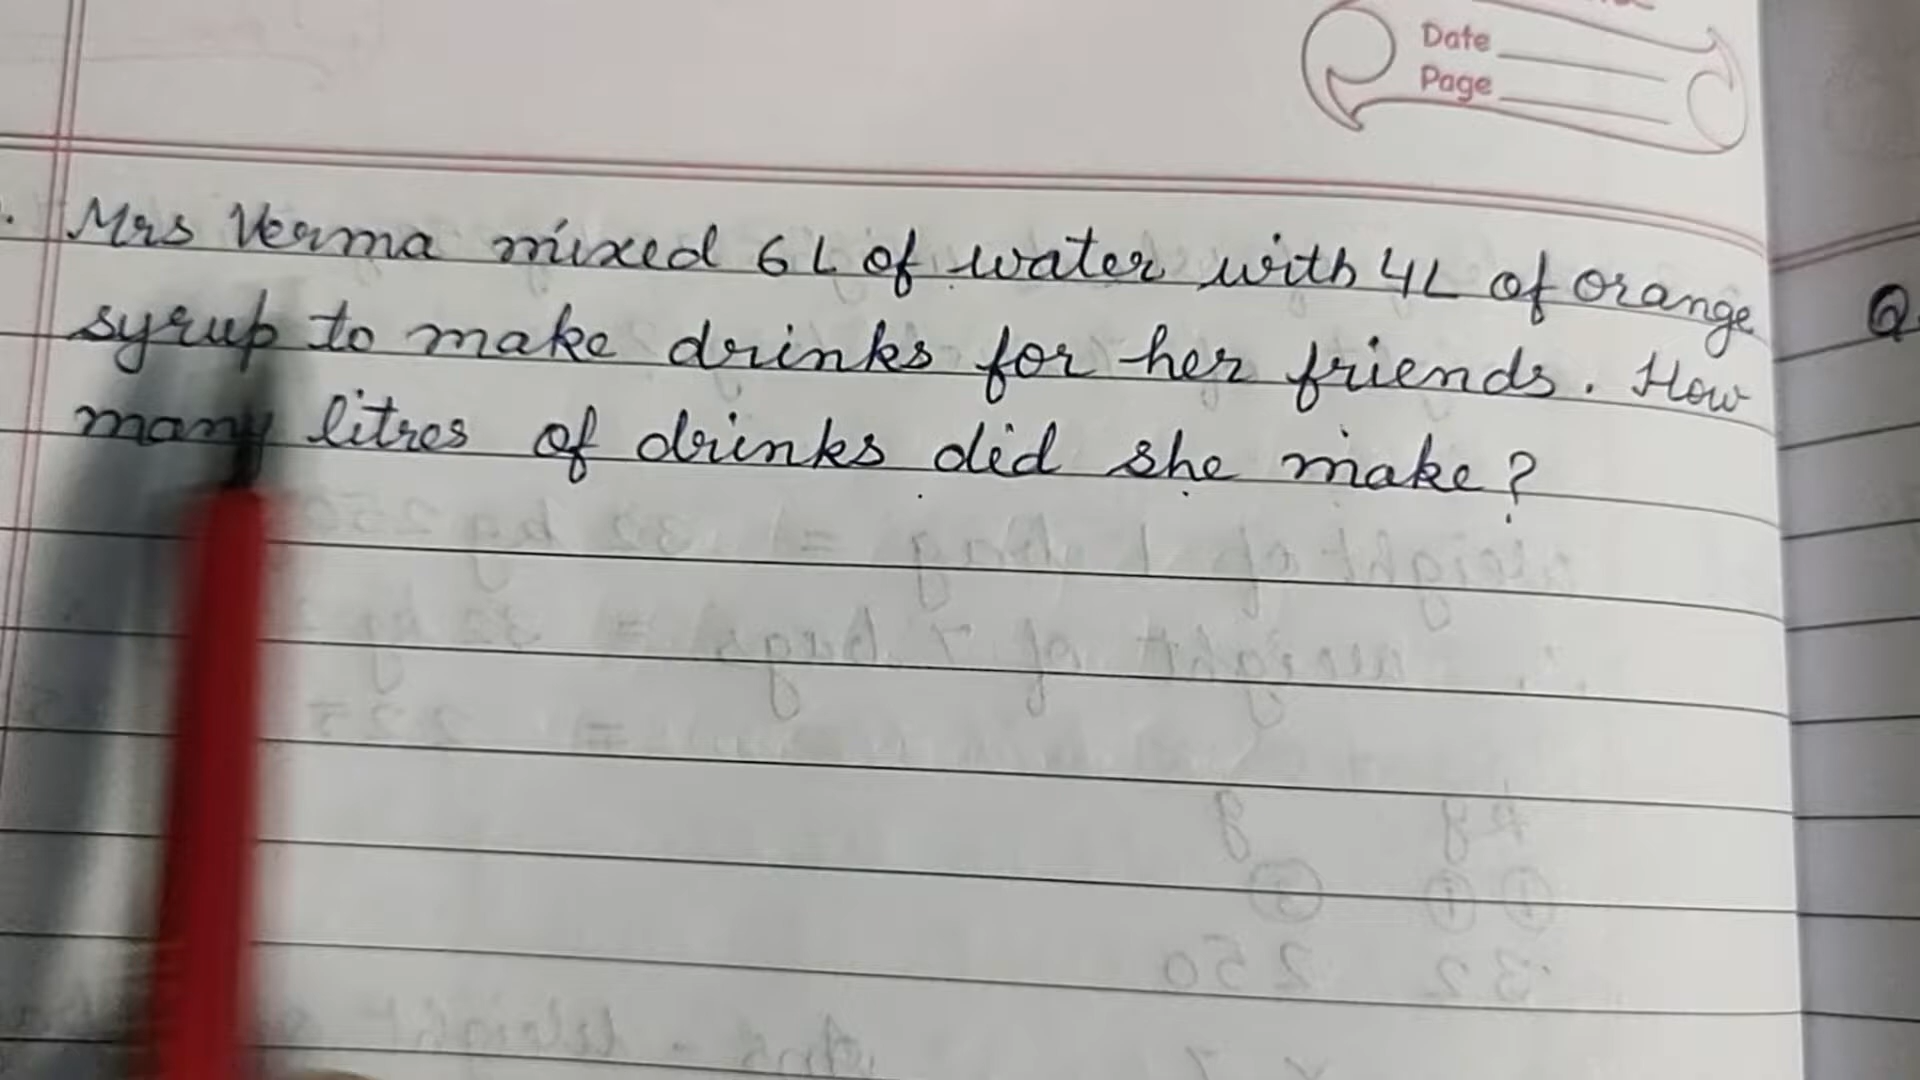 Date
Page
Mrs Verma mixed 6L of water with 4L of orange
syrup to make drinks for her friends. How
many litres of drinks did she make?
Q.